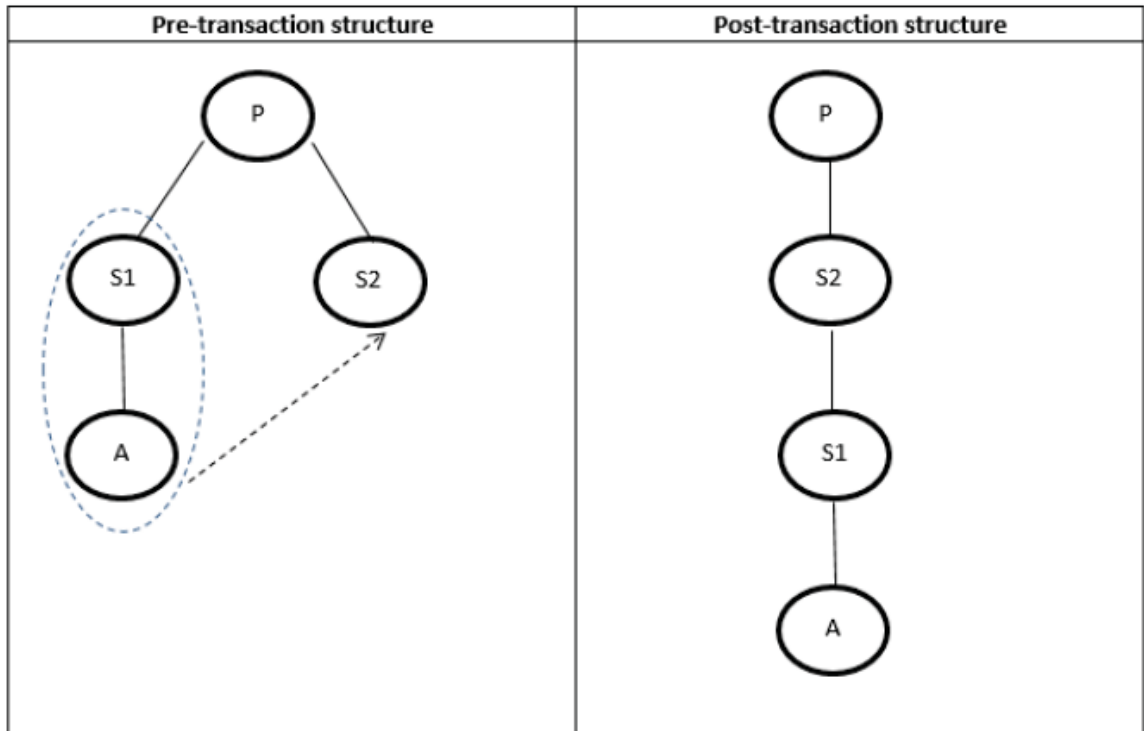 Pre-transaction structure
Post-transaction structure
P
S1
S2
A
P
S2
S1
A